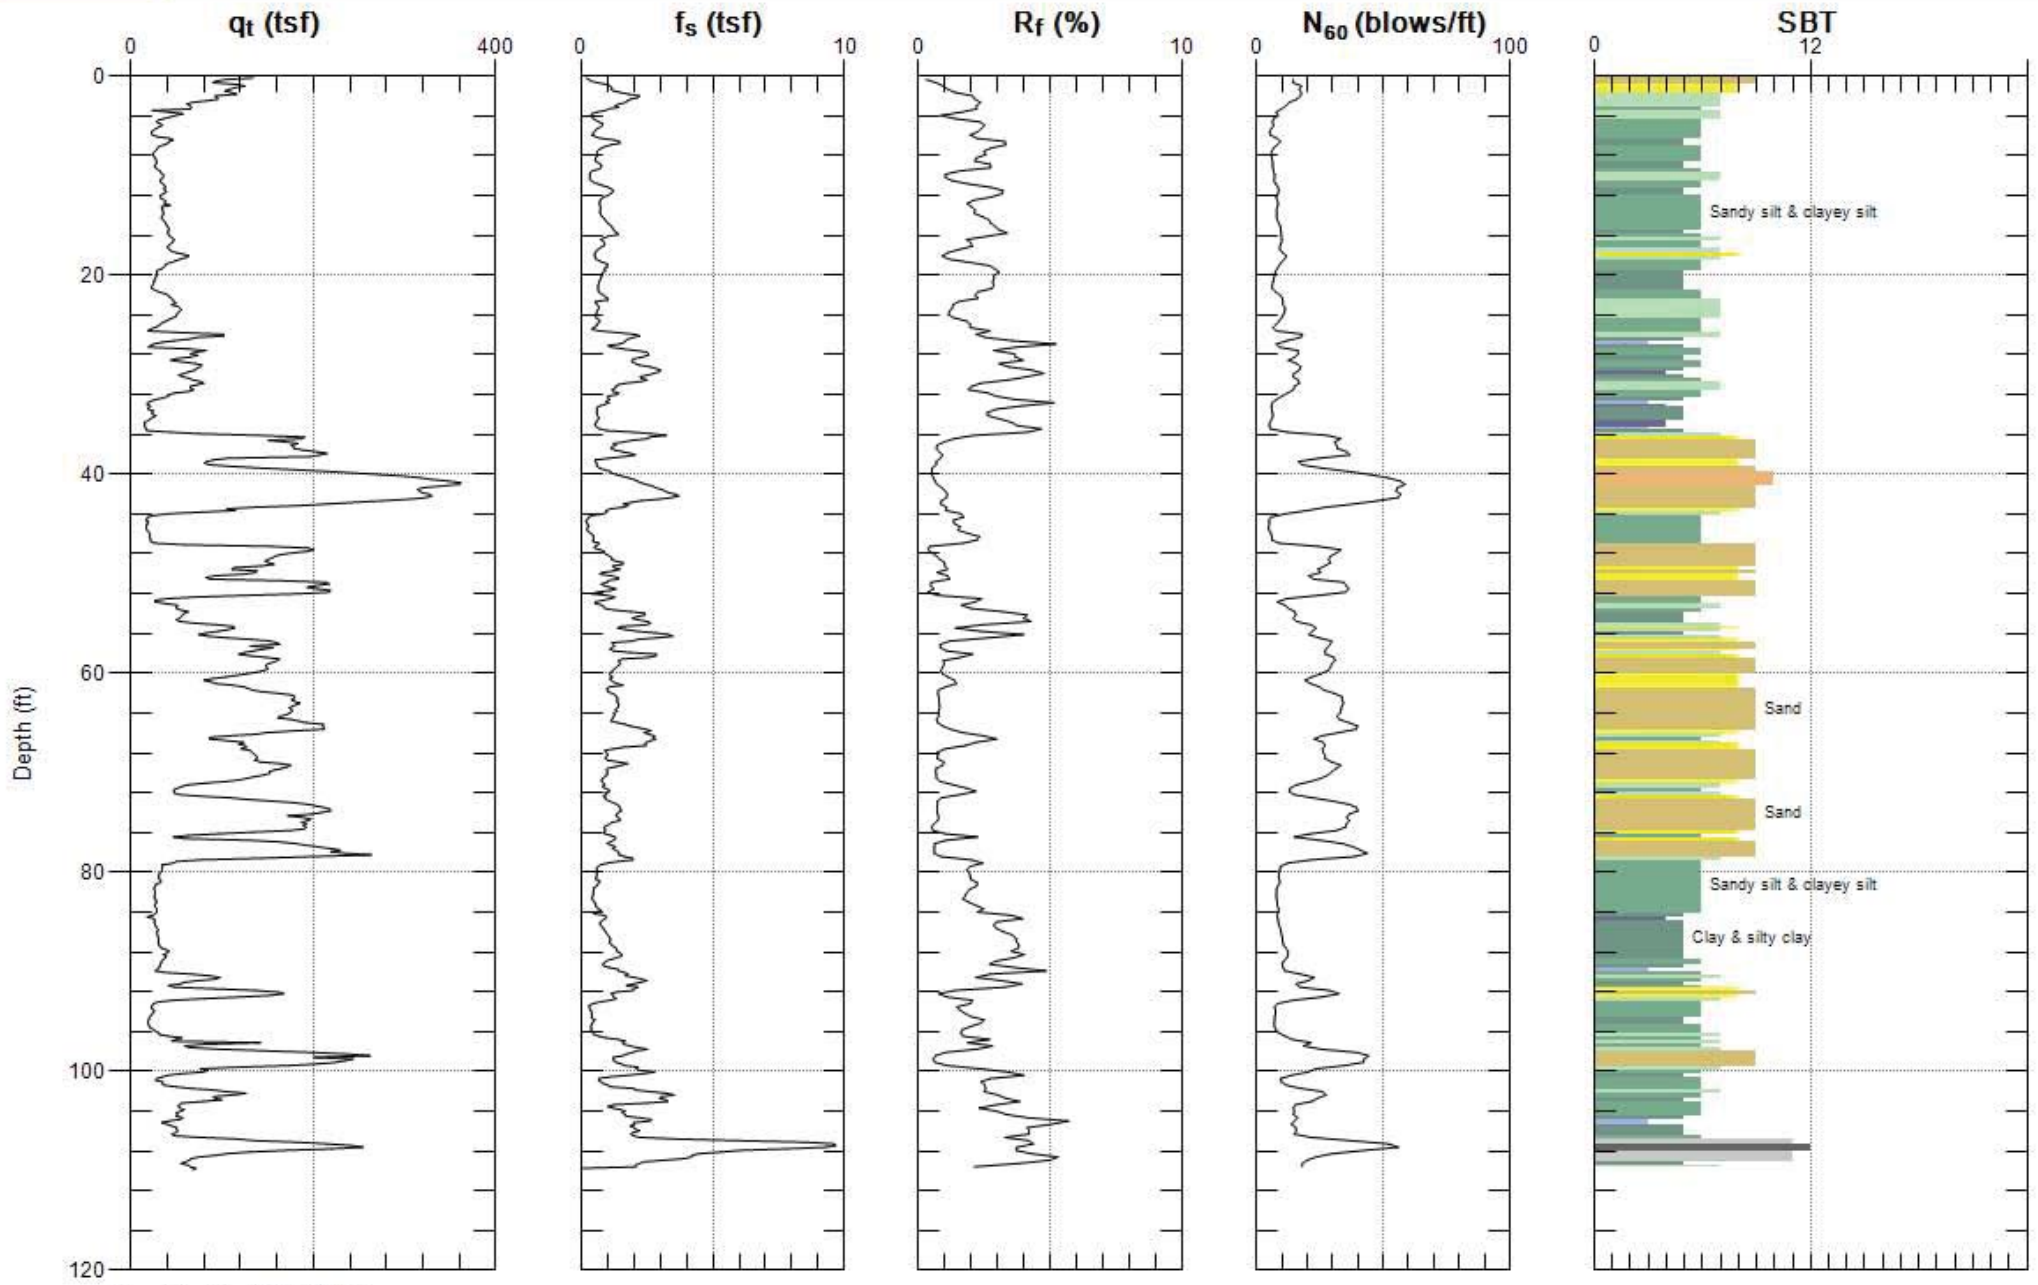 qt (tsf) fs (tsf) Rf (%) N60 (blows/ft) SBT
0 400 0 10 0 10 0 100 0 12
0
20
40
60
80
100
120
Depth (ft)
Sandy silt & clayey silt
Sand
Sand
Sandy silt & clayey silt
Clay & silty clay